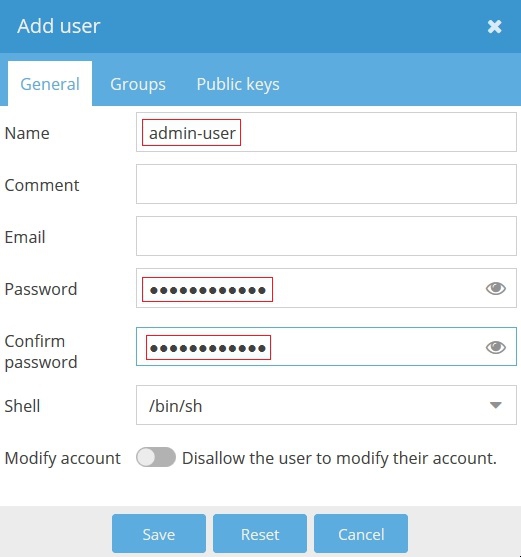 Add user
General Groups Public keys
Name admin-user
Comment
Email
Password ●●●●●●●●●●●●
Confirm
password ●●●●●●●●●●●●
Shell /bin/sh
Modify account Disallow the user to modify their account.
Save Reset Cancel